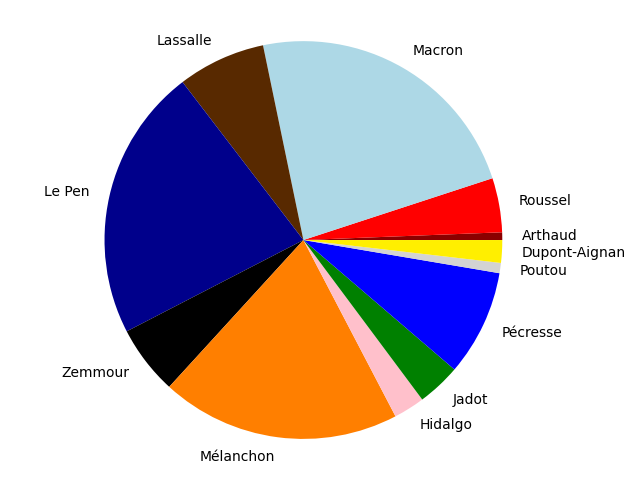 Lassalle
Macron
Le Pen
Roussel
Arthaud
Dupont-Aignan
Poutou
Pécresse
Zemmour
Jadot
Hidalgo
Mélanchon